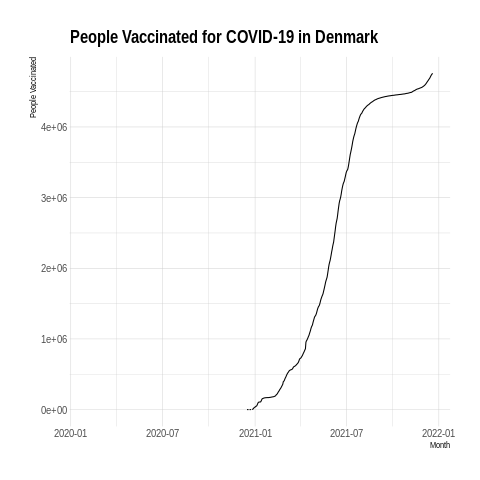 People Vaccinated for COVID-19 in Denmark
People Vaccinated
4e+06
3e+06
2e+06
1e+06
0e+00
2020-01 2020-07 2021-01 2021-07 2022-01
Month